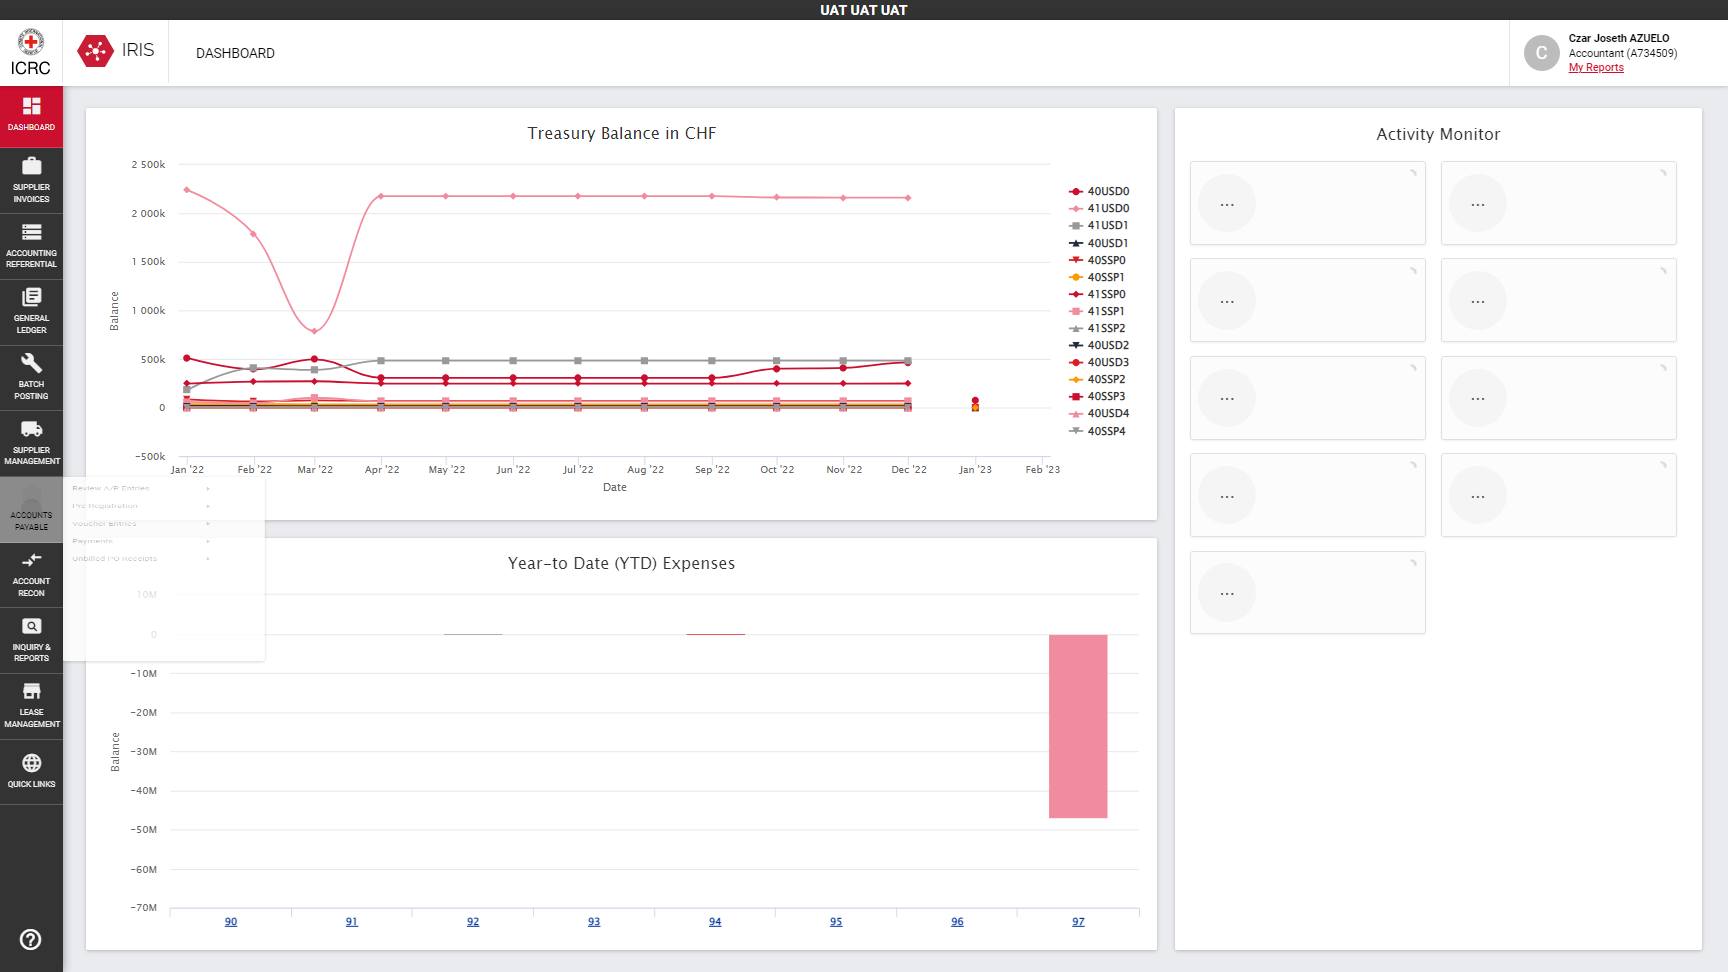 UAT UAT UAT
ICRC
IRIS
DASHBOARD
C
Czar Joseth AZUELO
Accountant (A734509)
My Reports
DASHBOARD
SUPPLIER
INVOICES
ACCOUNTING
REFERENTIAL
GENERAL
LEDGER
BATCH
POSTING
SUPPLIER
MANAGEMENT
ACCOUNTS
PAYABLE
ACCOUNT
RECON
INQUIRY &
REPORTS
LEASE
MANAGEMENT
QUICK LINKS
Review A/P Entries
Pre Registration
Voucher Entries
Payments
Unbilled PO Receipts
Treasury Balance in CHF
Balance
2 500k
2 000k
1 500k
1 000k
500k
0
−500k
Jan '22
Feb '22
Mar '22
Apr '22
May '22
Jun '22
Jul '22
Aug '22
Sep '22
Oct '22
Nov '22
Dec '22
Jan '23
Feb '23
Date
40USD0
41USD0
41USD1
40USD1
40SSP0
40SSP1
41SSP0
41SSP1
41SSP2
40USD2
40USD3
40SSP2
40SSP3
40USD4
40SSP4
Year-to Date (YTD) Expenses
Balance
10M
0
−10M
−20M
−30M
−40M
−50M
−60M
−70M
90
91
92
93
94
95
96
97
Activity Monitor
...
...
...
...
...
...
...
...
...